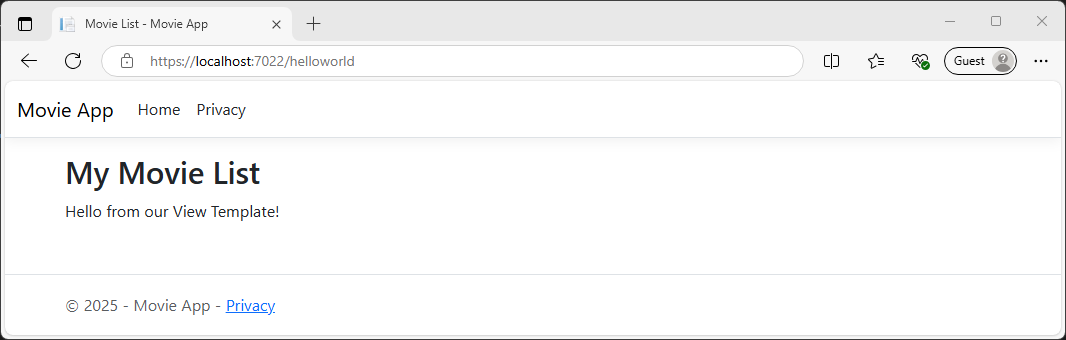 Movie List - Movie App
https://localhost:7022/helloworld
Guest
Movie App Home Privacy
My Movie List
Hello from our View Template!
© 2025 - Movie App - Privacy